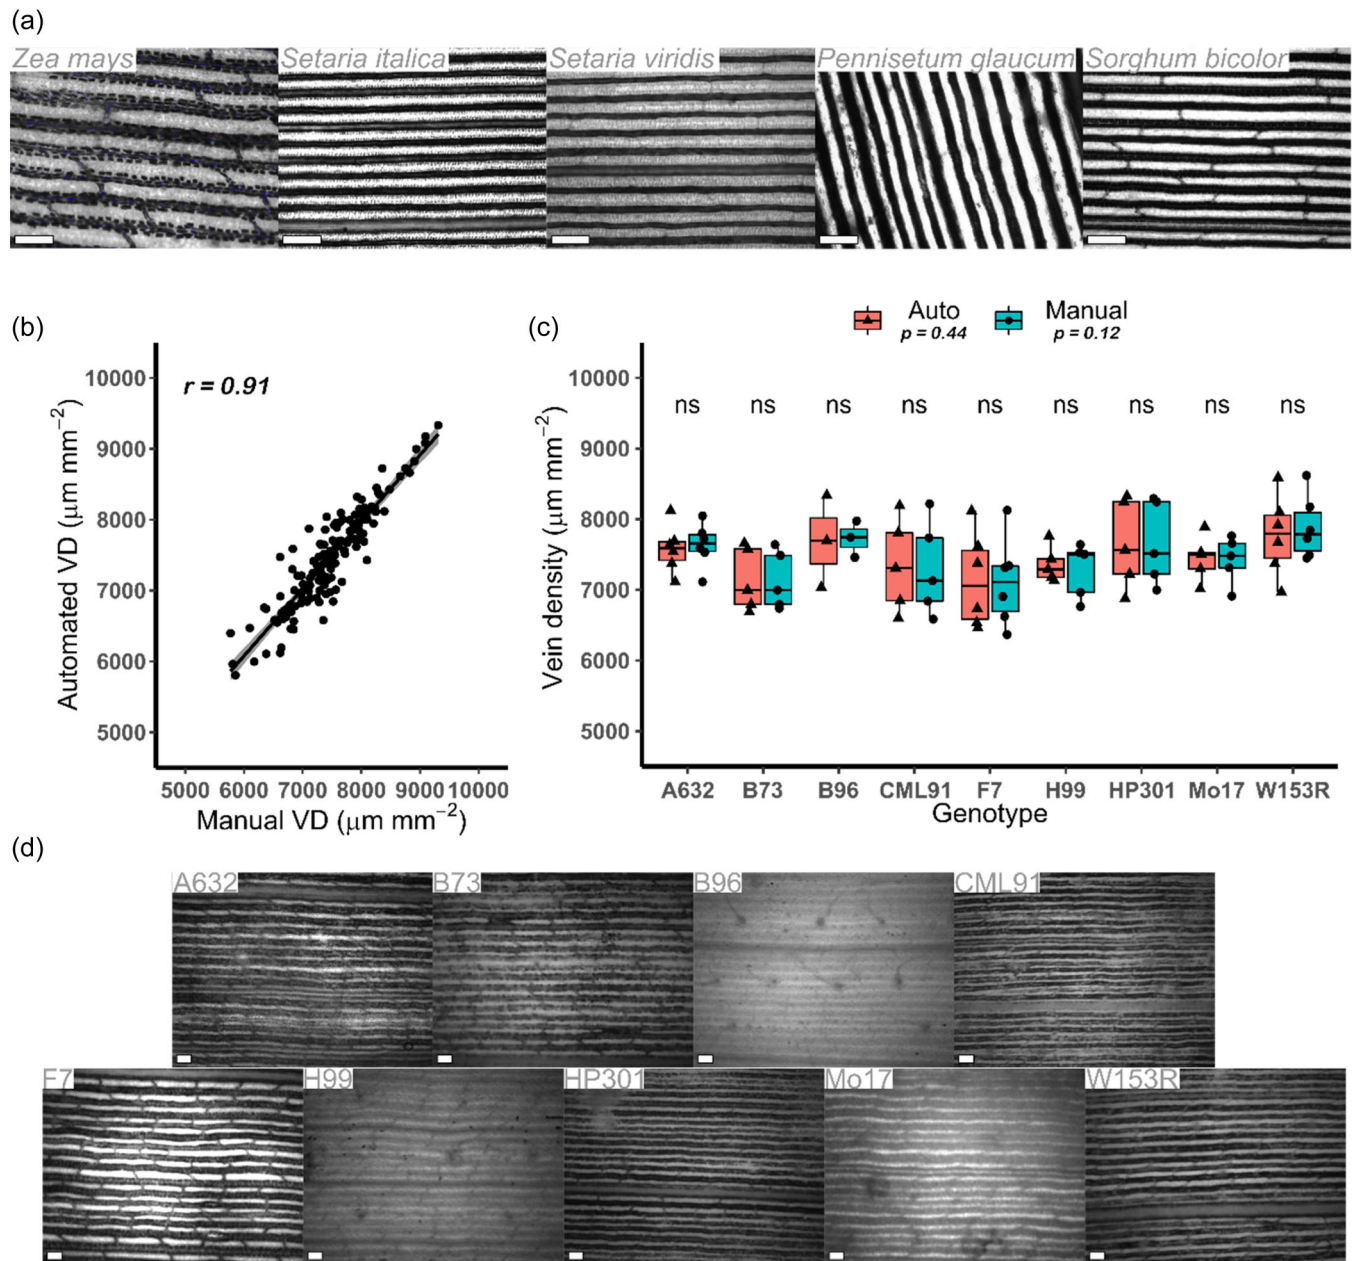 (a)
Zea mays Setaria italica Setaria viridis Pennisetum glaucum Sorghum bicolor
(b)
r = 0.91
10000
9000
8000
7000
6000
5000
Automated VD (μm mm⁻²)
5000 6000 7000 8000 9000 10000
Manual VD (μm mm⁻²)
(c)
Auto Manual
p = 0.44 p = 0.12
10000
9000
8000
7000
6000
5000
Vein density (μm mm⁻²)
ns ns ns ns ns ns ns ns ns
A632 B73 B96 CML91 F7 H99 HP301 Mo17 W153R
Genotype
(d)
A632 B73 B96 CML91
F7 H99 HP301 Mo17 W153R